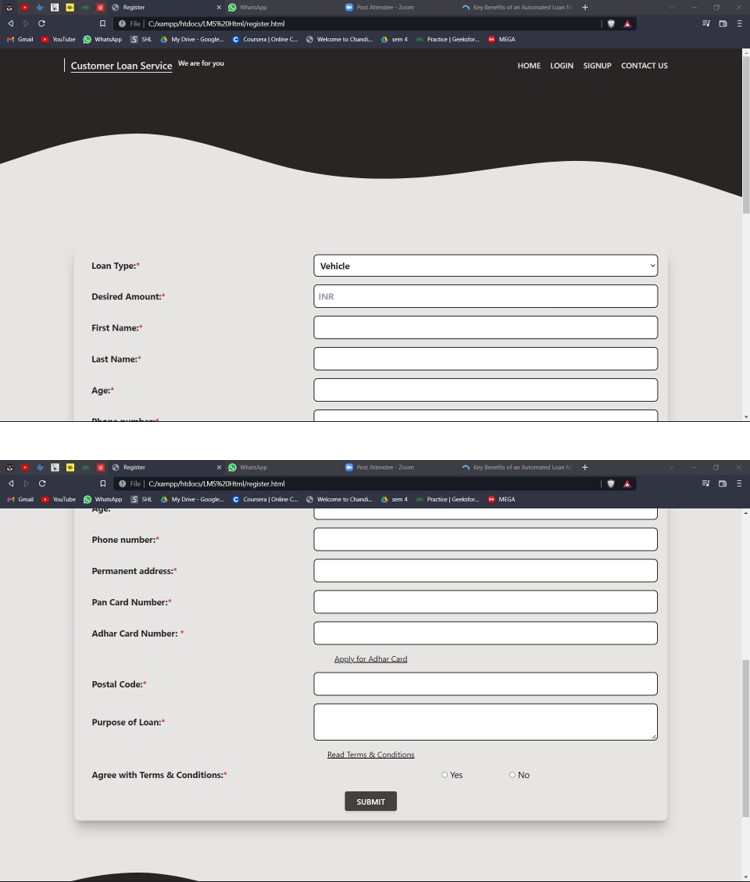 Register
WhatsApp
Post Attendee - Zoom
Key Benefits of an Automated Loan M
File | C:/xampp/htdocs/LMS%20Html/register.html
Gmail YouTube WhatsApp SHL My Drive - Google... Coursera | Online C... Welcome to Chandi... sem 4 Practice | Geeksfor... MEGA
Customer Loan Service We are for you HOME LOGIN SIGNUP CONTACT US
Loan Type:* Vehicle
Desired Amount:* INR
First Name:*
Last Name:*
Age:*
Phone number:*
Register
WhatsApp
Post Attendee - Zoom
Key Benefits of an Automated Loan M
File | C:/xampp/htdocs/LMS%20Html/register.html
Gmail YouTube WhatsApp SHL My Drive - Google... Coursera | Online C... Welcome to Chandi... sem 4 Practice | Geeksfor... MEGA
Age:
Phone number:*
Permanent address:*
Pan Card Number:*
Adhar Card Number: *
Apply for Adhar Card
Postal Code:*
Purpose of Loan:*
Read Terms & Conditions
Agree with Terms & Conditions:* Yes No
SUBMIT